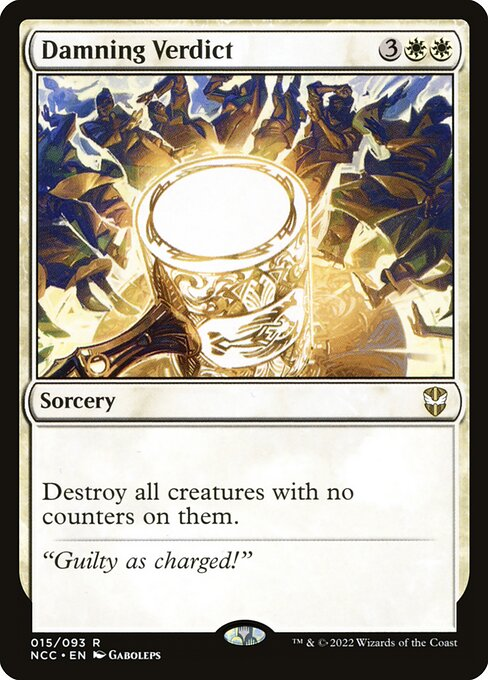 Damning Verdict 3
Sorcery
Destroy all creatures with no
counters on them.
“Guilty as charged!”
015/093 R
NCC • EN Gaboleps
™ & © 2022 Wizards of the Coast